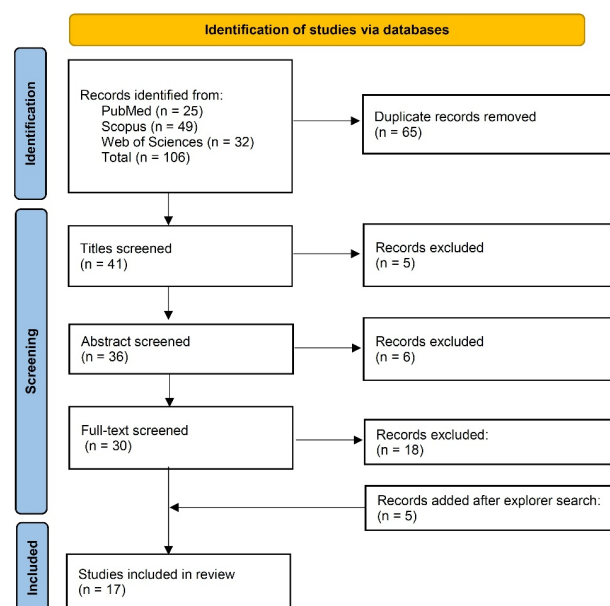 Identification of studies via databases
Identification
Records identified from:
PubMed (n = 25)
Scopus (n = 49)
Web of Sciences (n = 32)
Total (n = 106)
Duplicate records removed
(n = 65)
Screening
Titles screened
(n = 41)
Records excluded
(n = 5)
Abstract screened
(n = 36)
Records excluded
(n = 6)
Full-text screened
(n = 30)
Records excluded:
(n = 18)
Records added after explorer search:
(n = 5)
Included
Studies included in review
(n = 17)